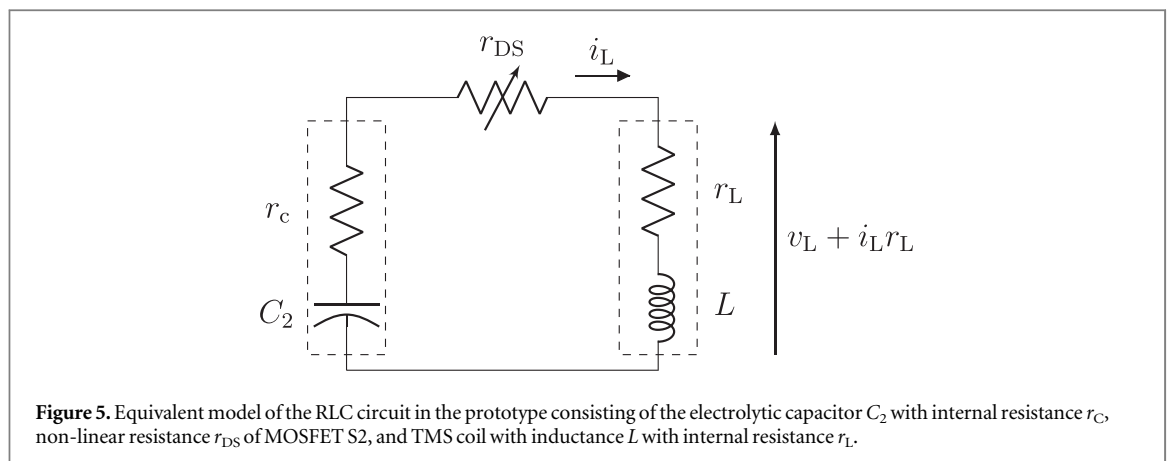 r_DS
i_L
r_c
r_L
v_L + i_L r_L
C_2
L
Figure 5. Equivalent model of the RLC circuit in the prototype consisting of the electrolytic capacitor C_2 with internal resistance r_C,
non-linear resistance r_DS of MOSFET S2, and TMS coil with inductance L with internal resistance r_L.